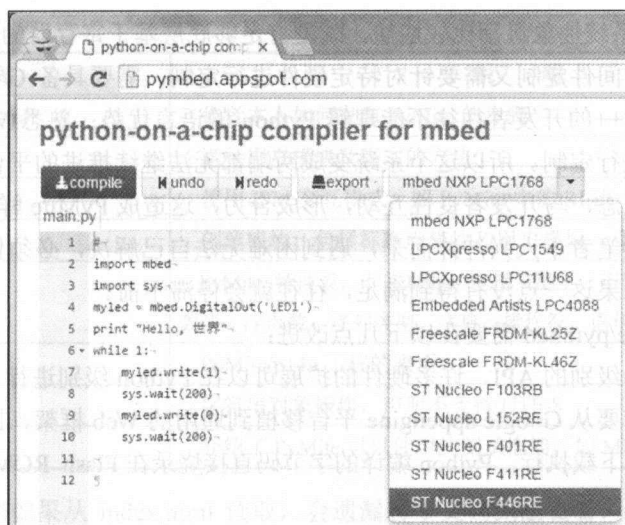 python-on-a-chip comp
pymbed.appspot.com
python-on-a-chip compiler for mbed
compile undo redo export mbed NXP LPC1768
main.py
mbed NXP LPC1768
LPCXpresso LPC1549
LPCXpresso LPC11U68
Embedded Artists LPC4088
Freescale FRDM-KL25Z
Freescale FRDM-KL46Z
ST Nucleo F103RE
ST Nucleo L152RE
ST Nucleo F401RE
ST Nucleo F411RE
ST Nucleo F446RE
1 #
2 import mbed
3 import sys
4 myled = mbed.DigitalOut('LED1')
5 print "Hello, 世界"
6 while 1:
7 myled.write(1)
8 sys.wait(200)
9 myled.write(0)
10 sys.wait(200)
11
12